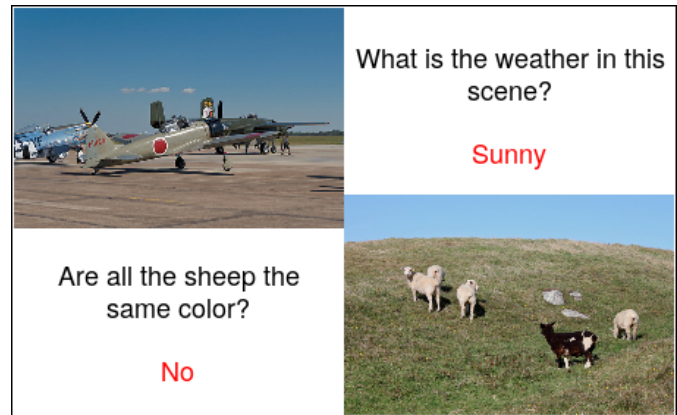 What is the weather in this
scene?
Sunny
Are all the sheep the
same color?
No